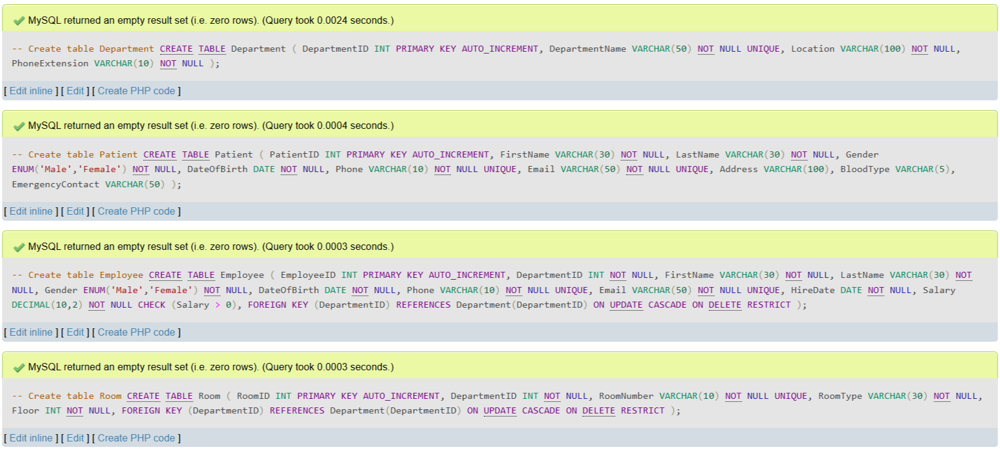 MySQL returned an empty result set (i.e. zero rows). (Query took 0.0024 seconds.)
-- Create table Department CREATE TABLE Department ( DepartmentID INT PRIMARY KEY AUTO_INCREMENT, DepartmentName VARCHAR(50) NOT NULL UNIQUE, Location VARCHAR(100) NOT NULL,
PhoneExtension VARCHAR(10) NOT NULL );
[ Edit inline ] [ Edit ] [ Create PHP code ]
MySQL returned an empty result set (i.e. zero rows). (Query took 0.0004 seconds.)
-- Create table Patient CREATE TABLE Patient ( PatientID INT PRIMARY KEY AUTO_INCREMENT, FirstName VARCHAR(30) NOT NULL, LastName VARCHAR(30) NOT NULL, Gender
ENUM('Male','Female') NOT NULL, DateOfBirth DATE NOT NULL, Phone VARCHAR(10) NOT NULL UNIQUE, Email VARCHAR(50) NOT NULL UNIQUE, Address VARCHAR(100), BloodType VARCHAR(5),
EmergencyContact VARCHAR(50) );
[ Edit inline ] [ Edit ] [ Create PHP code ]
MySQL returned an empty result set (i.e. zero rows). (Query took 0.0003 seconds.)
-- Create table Employee CREATE TABLE Employee ( EmployeeID INT PRIMARY KEY AUTO_INCREMENT, DepartmentID INT NOT NULL, FirstName VARCHAR(30) NOT NULL, LastName VARCHAR(30) NOT
NULL, Gender ENUM('Male','Female') NOT NULL, DateOfBirth DATE NOT NULL, Phone VARCHAR(10) NOT NULL UNIQUE, Email VARCHAR(50) NOT NULL UNIQUE, HireDate DATE NOT NULL, Salary
DECIMAL(10,2) NOT NULL CHECK (Salary > 0), FOREIGN KEY (DepartmentID) REFERENCES Department(DepartmentID) ON UPDATE CASCADE ON DELETE RESTRICT );
[ Edit inline ] [ Edit ] [ Create PHP code ]
MySQL returned an empty result set (i.e. zero rows). (Query took 0.0003 seconds.)
-- Create table Room CREATE TABLE Room ( RoomID INT PRIMARY KEY AUTO_INCREMENT, DepartmentID INT NOT NULL, RoomNumber VARCHAR(10) NOT NULL UNIQUE, RoomType VARCHAR(30) NOT NULL,
Floor INT NOT NULL, FOREIGN KEY (DepartmentID) REFERENCES Department(DepartmentID) ON UPDATE CASCADE ON DELETE RESTRICT );
[ Edit inline ] [ Edit ] [ Create PHP code ]